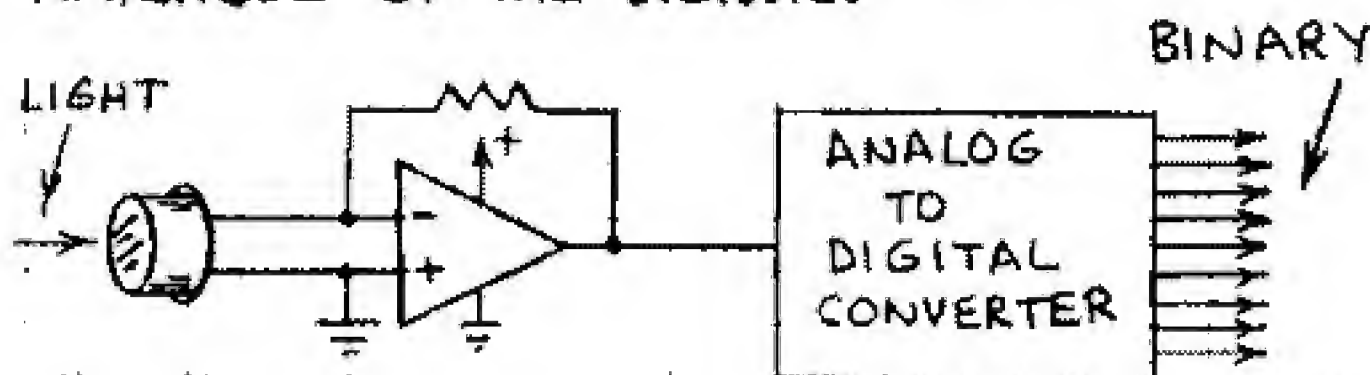 LIGHT
BINARY
+
-
+
ANALOG
TO
DIGITAL
CONVERTER